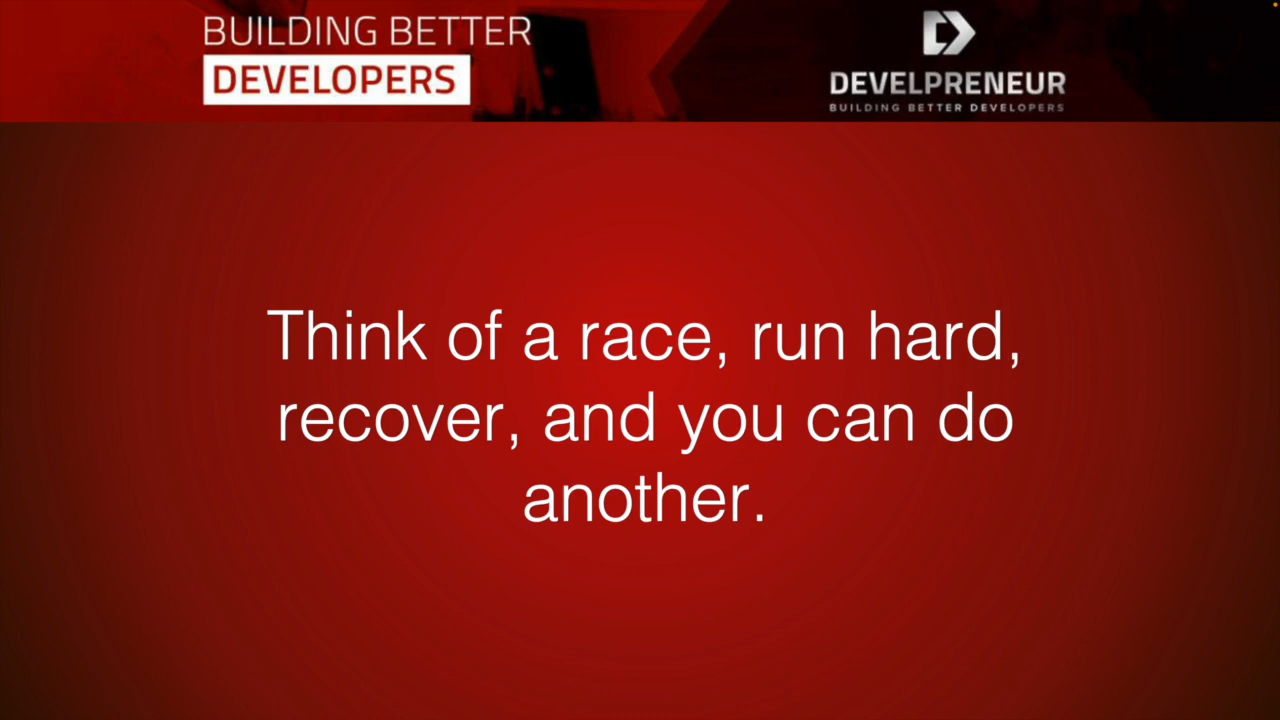 BUILDING BETTER
DEVELOPERS
DEVELPRENEUR
BUILDING BETTER DEVELOPERS
Think of a race, run hard,
recover, and you can do
another.